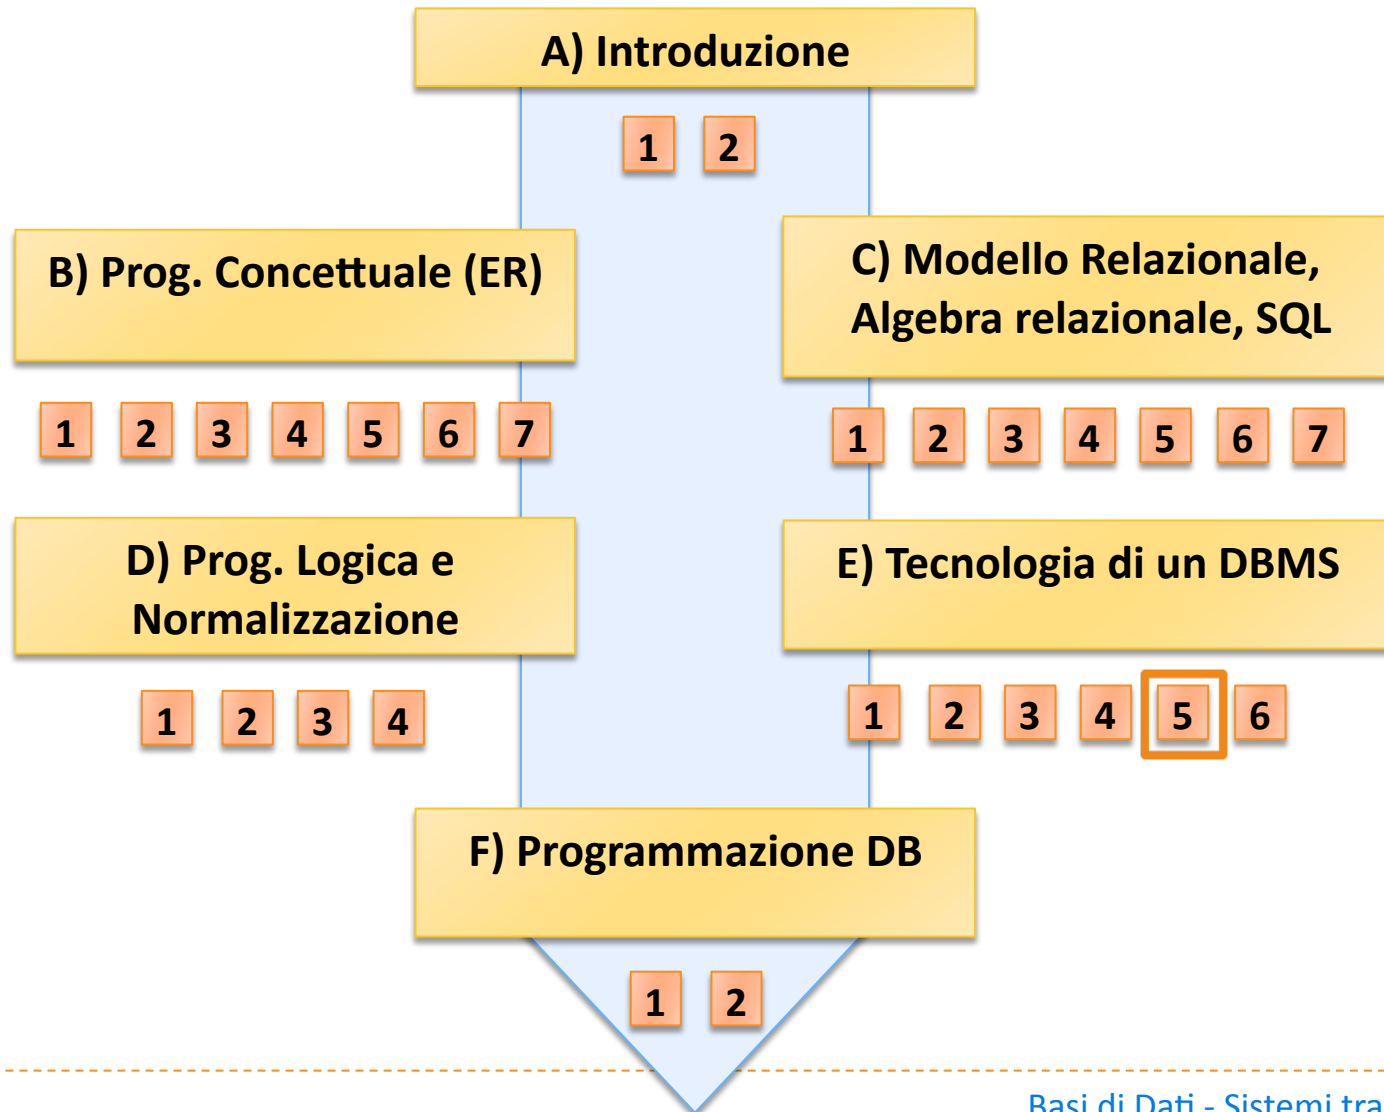 A) Introduzione
1 2
B) Prog. Concettuale (ER)
C) Modello Relazionale,
Algebra relazionale, SQL
1 2 3 4 5 6 7
1 2 3 4 5 6 7
D) Prog. Logica e
Normalizzazione
E) Tecnologia di un DBMS
1 2 3 4
1 2 3 4 5 6
F) Programmazione DB
1 2
Basi di Dati - Sistemi tra